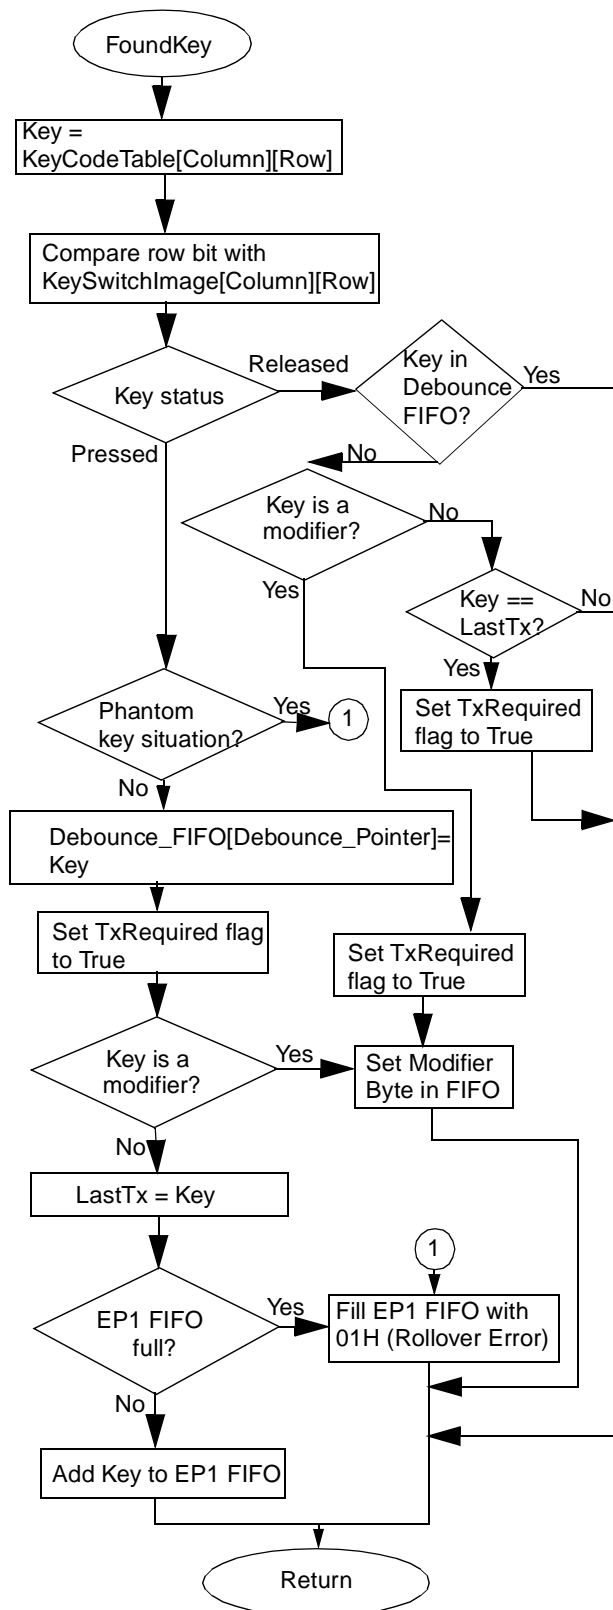 FoundKey
Key =
KeyCodeTable[Column][Row]
Compare row bit with
KeySwitchImage[Column][Row]
Key status
Released
Key in
Debounce
FIFO?
Yes
Pressed
No
Key is a
modifier?
No
Yes
Key ==
LastTx?
No
Yes
Set TxRequired
flag to True
Phantom
key situation?
Yes
1
No
Debounce_FIFO[Debounce_Pointer]=
Key
Set TxRequired flag
to True
Set TxRequired
flag to True
Key is a
modifier?
Yes
Set Modifier
Byte in FIFO
No
LastTx = Key
1
EP1 FIFO
full?
Yes
Fill EP1 FIFO with
01H (Rollover Error)
No
Add Key to EP1 FIFO
Return